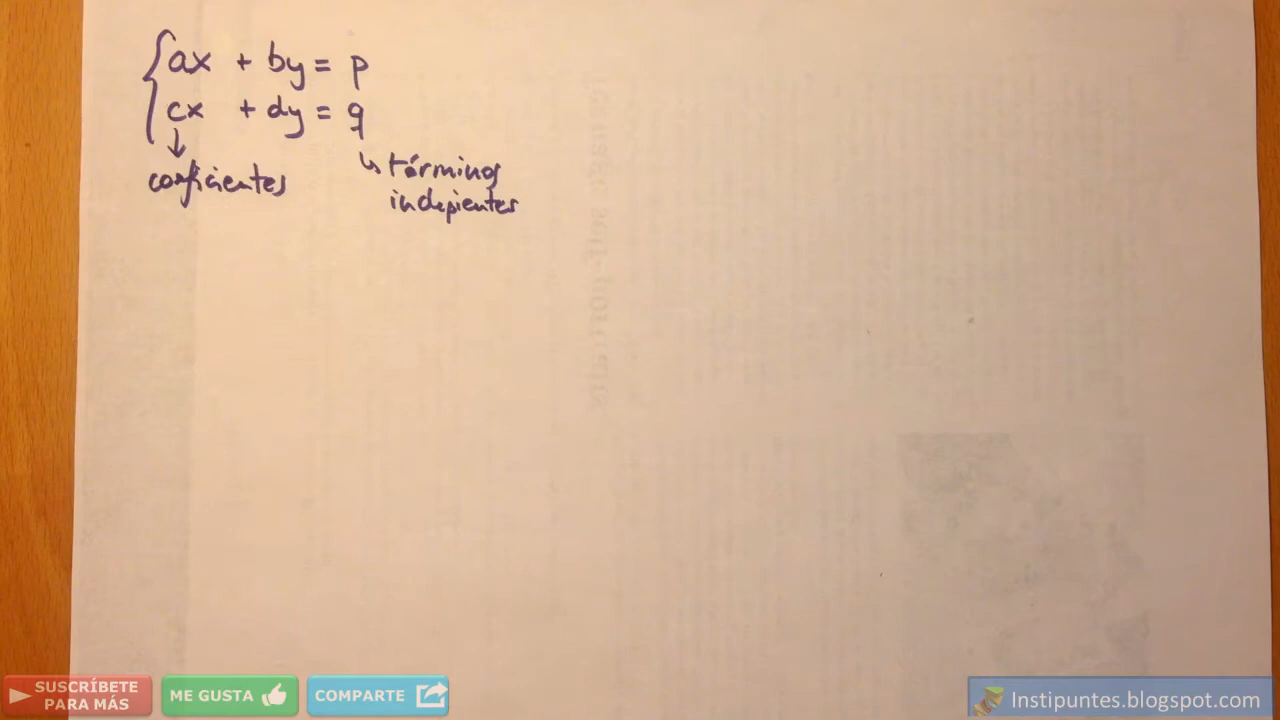 ax + by = p
cx + dy = q
coeficientes
términos
indepientes
SUSCRÍBETE
PARA MÁS
ME GUSTA
COMPARTE
Instipuntes.blogspot.com